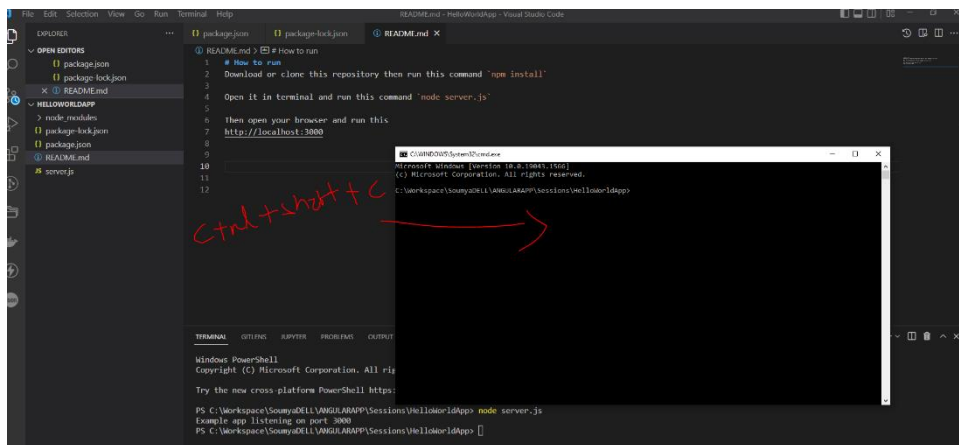 File Edit Selection View Go Run Terminal Help
README.md - HelloWorldApp - Visual Studio Code
EXPLORER
OPEN EDITORS
package.json
package-lock.json
README.md
HELLOWORLDAPP
node_modules
package-lock.json
package.json
README.md
server.js
package.json package-lock.json README.md
README.md > # How to run
1 # How to run
2 Download or clone this repository then run this command `npm install`
3
4 Open it in terminal and run this command `node server.js`
5
6 Then open your browser and run this
7 http://localhost:3000
8
9
10
11
12
Ctrl+shift+C
C:\WINDOWS\System32\cmd.exe
Microsoft Windows [Version 10.0.19043.1566]
(c) Microsoft Corporation. All rights reserved.
C:\Workspace\SoumyaDELL\ANGULARAPP\Sessions\HelloWorldApp>
TERMINAL GITLENS JUPYTER PROBLEMS OUTPUT
Windows PowerShell
Copyright (C) Microsoft Corporation. All rig
Try the new cross-platform PowerShell https:
PS C:\Workspace\SoumyaDELL\ANGULARAPP\Sessions\HelloWorldApp> node server.js
Example app listening on port 3000
PS C:\Workspace\SoumyaDELL\ANGULARAPP\Sessions\HelloWorldApp>